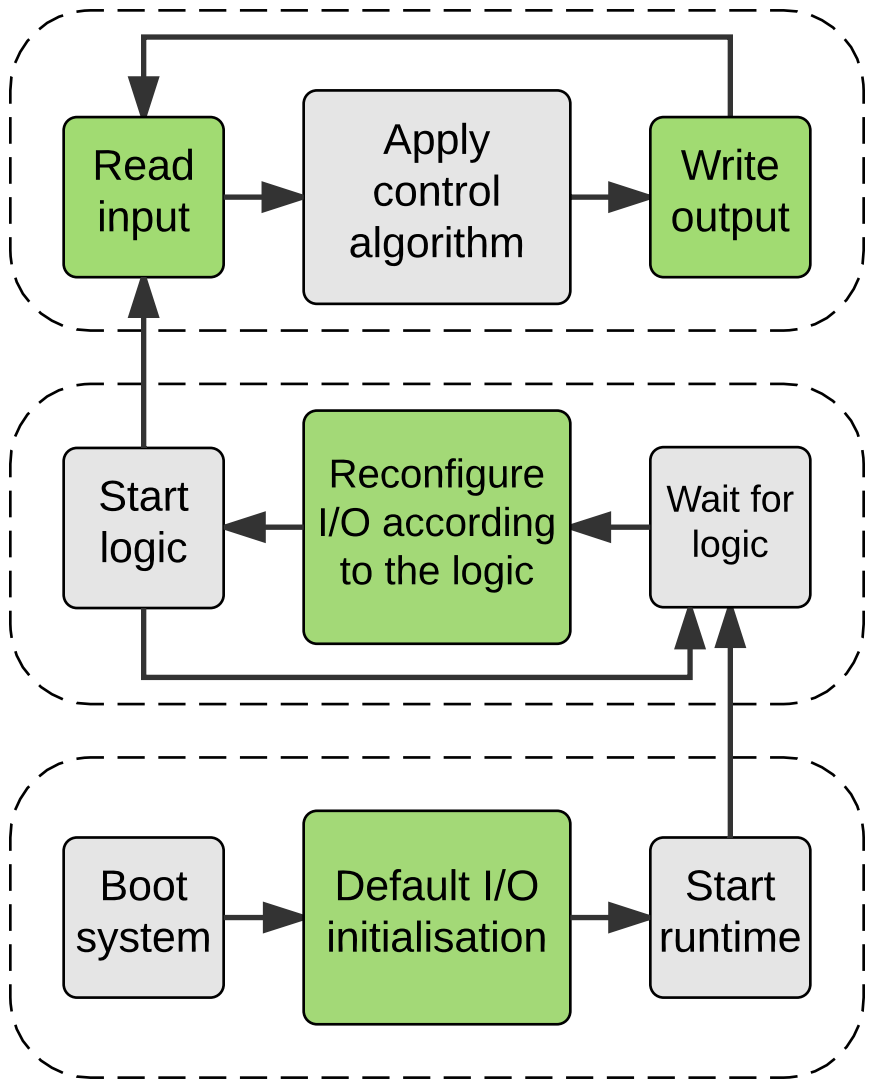 Read
input
Apply
control
algorithm
Write
output
Start
logic
Reconfigure
I/O according
to the logic
Wait for
logic
Boot
system
Default I/O
initialisation
Start
runtime